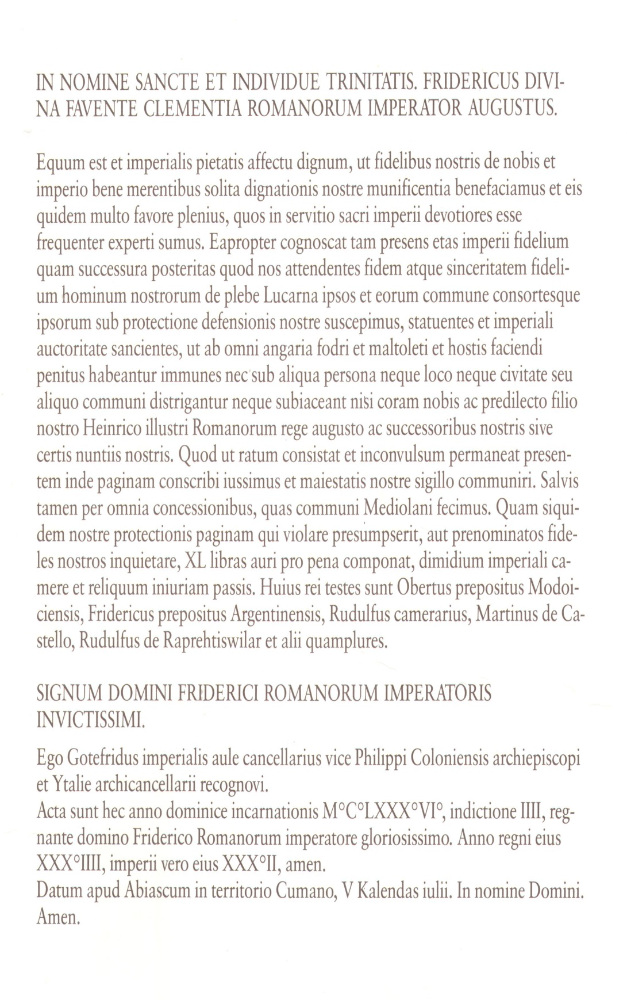 IN NOMINE SANCTE ET INDIVIDUE TRINITATIS. FRIDERICUS DIVI-
NA FAVENTE CLEMENTIA ROMANORUM IMPERATOR AUGUSTUS.
Equum est et imperialis pietatis affectu dignum, ut fidelibus nostris de nobis et
imperio bene merentibus solita dignationis nostre munificentia benefaciamus et eis
quidem multo favore plenius, quos in servitio sacri imperii devotiores esse
frequenter experti sumus. Eapropter cognoscat tam presens etas imperii fidelium
quam successura posteritas quod nos attendentes fidem atque sinceritatem fideli-
um hominum nostrorum de plebe Lucarna ipsos et eorum commune consortesque
ipsorum sub protectione defensionis nostre suscepimus, statuentes et imperiali
auctoritate sancientes, ut ab omni angaria fodri et maltoleti et hostis faciendi
penitus habeantur immunes nec sub aliqua persona neque loco neque civitate seu
aliquo communi distrigantur neque subiaceant nisi coram nobis ac predilecto filio
nostro Heinrico illustri Romanorum rege augusto ac successoribus nostris sive
certis nuntiis nostris. Quod ut ratum consistat et inconvulsum permaneat presen-
tem inde paginam conscribi iussimus et maiestatis nostre sigillo communiri. Salvis
tamen per omnia concessionibus, quas communi Mediolani fecimus. Quam siqui-
dem nostre protectionis paginam qui violare presumpserit, aut prenominatos fide-
les nostros inquietare, XL libras auri pro pena componat, dimidium imperiali ca-
mere et reliquum iniuriam passis. Huius rei testes sunt Obertus prepositus Modoi-
ciensis, Fridericus prepositus Argentinensis, Rudulfus camerarius, Martinus de Ca-
stello, Rudulfus de Raprehtiswilar et alii quamplures.
SIGNUM DOMINI FRIDERICI ROMANORUM IMPERATORIS
INVICTISSIMI.
Ego Gotefridus imperialis aule cancellarius vice Philippi Coloniensis archiepiscopi
et Ytalie archicancellarii recognovi.
Acta sunt hec anno dominice incarnationis M°C°LXXX°VI°, indictione IIII, reg-
nante domino Friderico Romanorum imperatore gloriosissimo. Anno regni eius
XXX°IIII, imperii vero eius XXX°II, amen.
Datum apud Abiascum in territorio Cumano, V Kalendas iulii. In nomine Domini.
Amen.